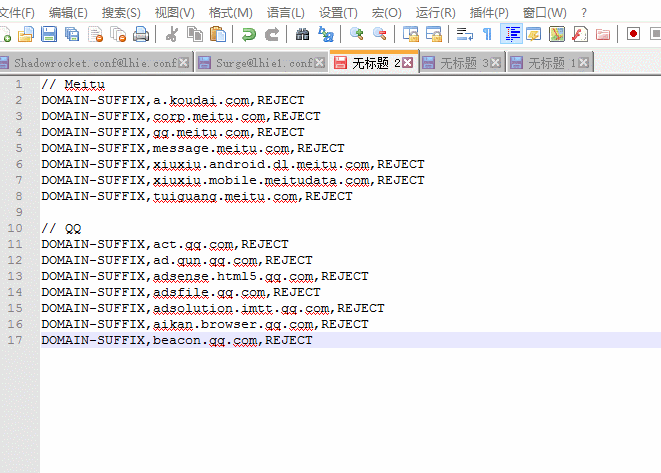 文件(F) 编辑(E) 搜索(S) 视图(V) 格式(M) 语言(L) 设置(T) 宏(O) 运行(R) 插件(P) 窗口(W) ?
Shadowrocket.conf@lhie.conf Surge@lhie1.conf 无标题 2 无标题 3 无标题 1
1 // Meitu
2 DOMAIN-SUFFIX,a.koudai.com,REJECT
3 DOMAIN-SUFFIX,corp.meitu.com,REJECT
4 DOMAIN-SUFFIX,gg.meitu.com,REJECT
5 DOMAIN-SUFFIX,message.meitu.com,REJECT
6 DOMAIN-SUFFIX,xiuxiu.android.dl.meitu.com,REJECT
7 DOMAIN-SUFFIX,xiuxiu.mobile.meitudata.com,REJECT
8 DOMAIN-SUFFIX,tuiguang.meitu.com,REJECT
9
10 // QQ
11 DOMAIN-SUFFIX,act.qq.com,REJECT
12 DOMAIN-SUFFIX,ad.qun.qq.com,REJECT
13 DOMAIN-SUFFIX,adsense.html5.qq.com,REJECT
14 DOMAIN-SUFFIX,adsfile.qq.com,REJECT
15 DOMAIN-SUFFIX,adsolution.imtt.qq.com,REJECT
16 DOMAIN-SUFFIX,aikan.browser.qq.com,REJECT
17 DOMAIN-SUFFIX,beacon.qq.com,REJECT